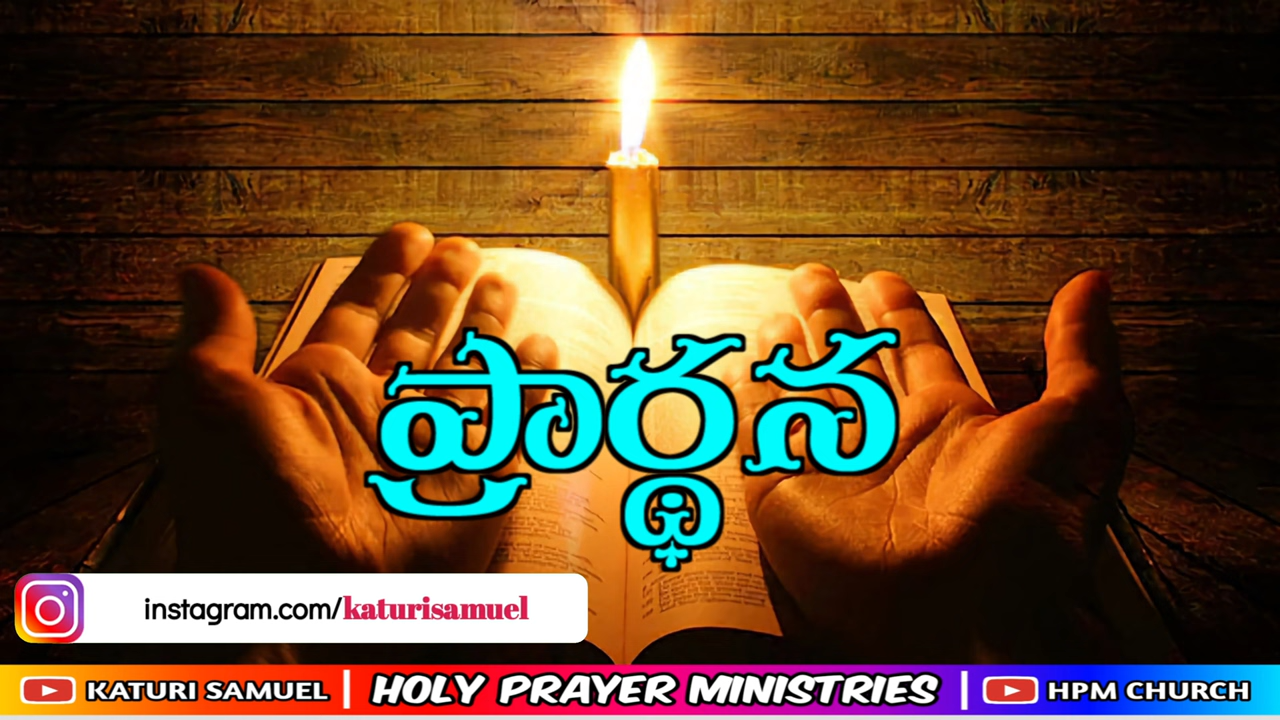 ప్రార్థన
instagram.com/katurisamuel
KATURI SAMUEL | HOLY PRAYER MINISTRIES | HPM CHURCH